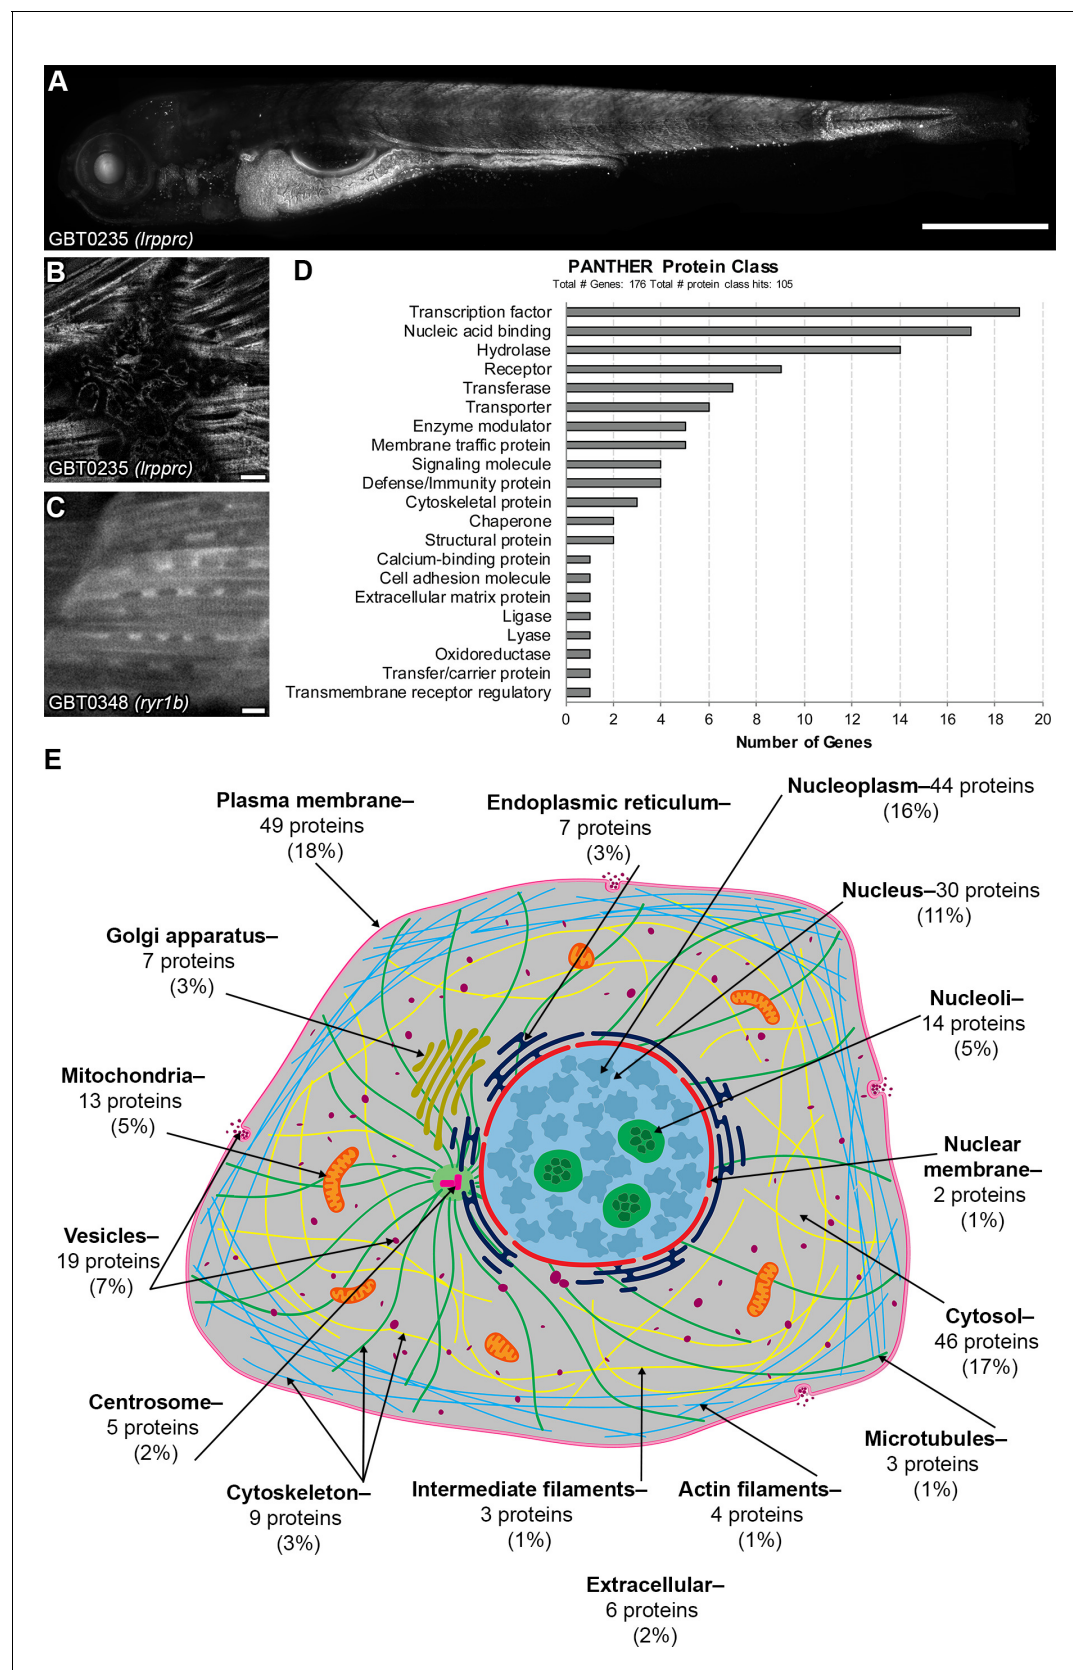 A
GBT0235 (lrpprc)
B
GBT0235 (lrpprc)
C
GBT0348 (ryr1b)
D
PANTHER Protein Class
Total # Genes: 176 Total # protein class hits: 105
Transcription factor
Nucleic acid binding
Hydrolase
Receptor
Transferase
Transporter
Enzyme modulator
Membrane traffic protein
Signaling molecule
Defense/Immunity protein
Cytoskeletal protein
Chaperone
Structural protein
Calcium-binding protein
Cell adhesion molecule
Extracellular matrix protein
Ligase
Lyase
Oxidoreductase
Transfer/carrier protein
Transmembrane receptor regulatory
0 2 4 6 8 10 12 14 16 18 20
Number of Genes
E
Plasma membrane–
49 proteins
(18%)
Endoplasmic reticulum–
7 proteins
(3%)
Nucleoplasm–44 proteins
(16%)
Nucleus–30 proteins
(11%)
Golgi apparatus–
7 proteins
(3%)
Nucleoli–
14 proteins
(5%)
Mitochondria–
13 proteins
(5%)
Nuclear
membrane–
2 proteins
(1%)
Vesicles–
19 proteins
(7%)
Cytosol–
46 proteins
(17%)
Centrosome–
5 proteins
(2%)
Microtubules–
3 proteins
(1%)
Cytoskeleton–
9 proteins
(3%)
Intermediate filaments–
3 proteins
(1%)
Actin filaments–
4 proteins
(1%)
Extracellular–
6 proteins
(2%)